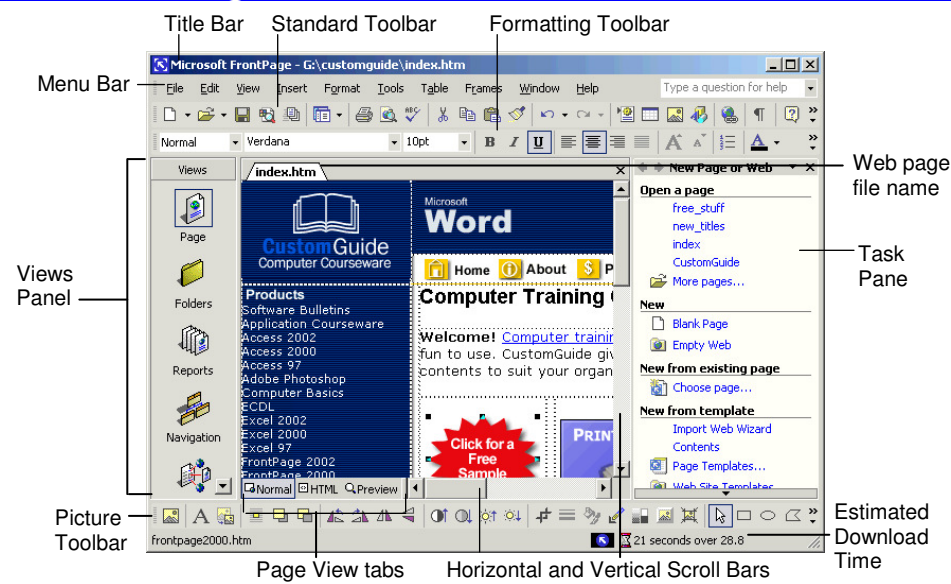 Title Bar
Standard Toolbar
Formatting Toolbar
Menu Bar
Microsoft FrontPage - G:\customguide\index.htm
File Edit View Insert Format Tools Table Frames Window Help
Type a question for help
Normal
Verdana
10pt
B I U
A A A
Views
Page
Folders
Reports
Navigation
Views
Panel
index.htm
CustomGuide
Computer Courseware
Microsoft
Word
Home About P
Products
Software Bulletins
Application Courseware
Access 2002
Access 2000
Access 97
Adobe Photoshop
Computer Basics
ECDL
Excel 2002
Excel 2000
Excel 97
FrontPage 2002
FrontPage 2000
Computer Training
Welcome! Computer trainin
fun to use. CustomGuide giv
contents to suit your organ
Click for a
Free
Sample
PRIN
Normal HTML Preview
New Page or Web
Open a page
free_stuff
new_titles
index
CustomGuide
More pages...
New
Blank Page
Empty Web
New from existing page
Choose page...
New from template
Import Web Wizard
Contents
Page Templates...
Web Site Templates
Web page
file name
Task
Pane
Picture
Toolbar
A
frontpage2000.htm
21 seconds over 28.8
Estimated
Download
Time
Page View tabs
Horizontal and Vertical Scroll Bars